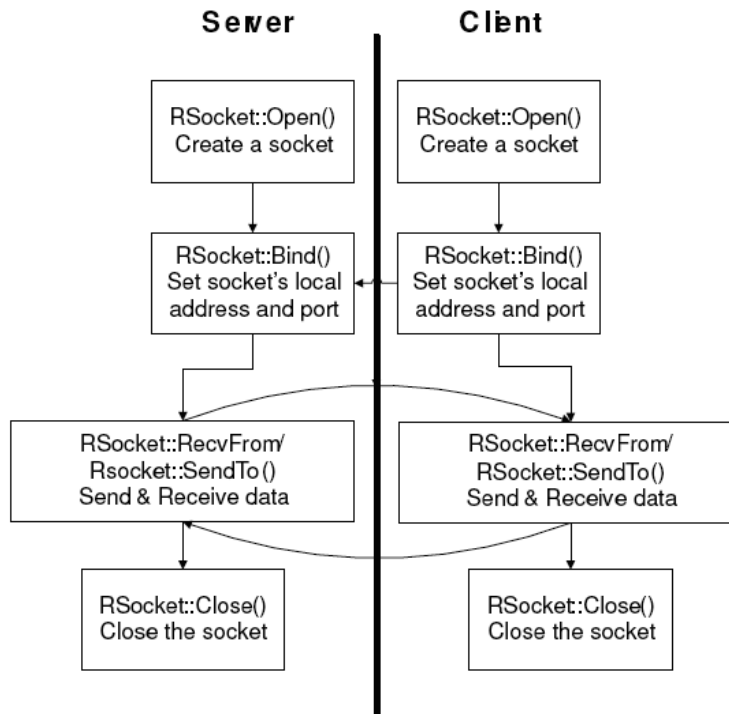 Server
Client
RSocket::Open()
Create a socket
RSocket::Open()
Create a socket
RSocket::Bind()
Set socket's local
address and port
RSocket::Bind()
Set socket's local
address and port
RSocket::RecvFrom/
Rsocket::SendTo()
Send & Receive data
RSocket::RecvFrom/
RSocket::SendTo()
Send & Receive data
RSocket::Close()
Close the socket
RSocket::Close()
Close the socket